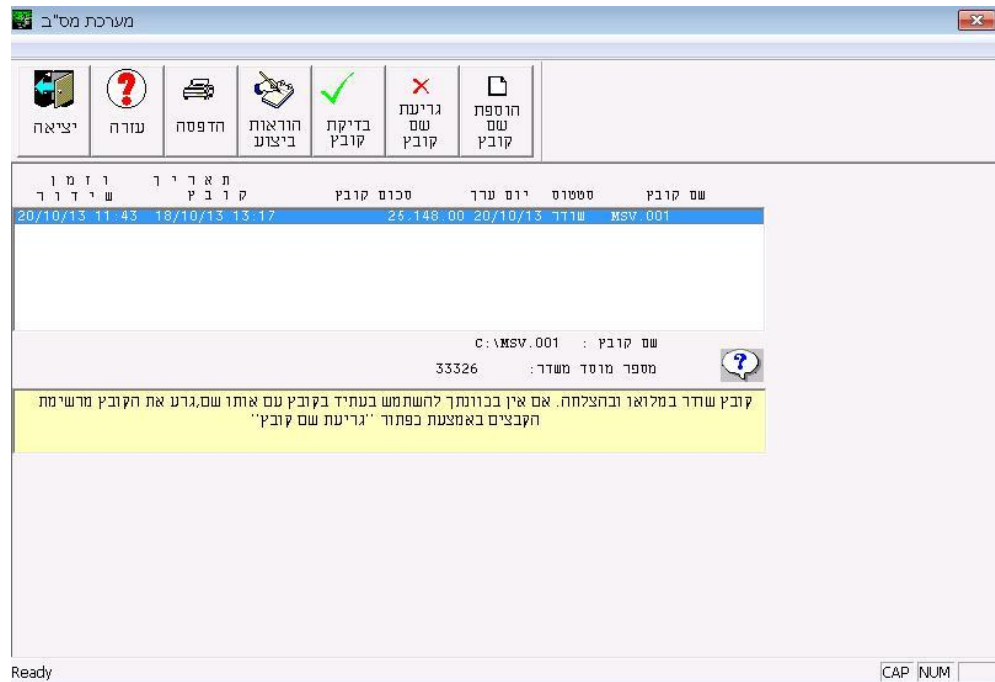 מערכת מס"ב
הוספת
שם
קובץ
גריעת
שם
קובץ
בדיקת
קובץ
הוראות
ביצוע
הדפסה
עזרה
יציאה
תאריך וזמן
שם קובץ סטטוס יום ערך סכום קובץ קובץ שידור
MSV.001 שודר 20/10/13 25.148.00 18/10/13 13:17 20/10/13 11:43
שם קובץ : C:\MSV.001
מספר מוסד משדר: 33326
קובץ שודר במלואו ובהצלחה. אם אין בכוונתך להשתמש בעתיד בקובץ עם אותו שם,גרע את הקובץ מרשימת
הקבצים באמצעת כפתור ''גריעת שם קובץ''
Ready
CAP NUM